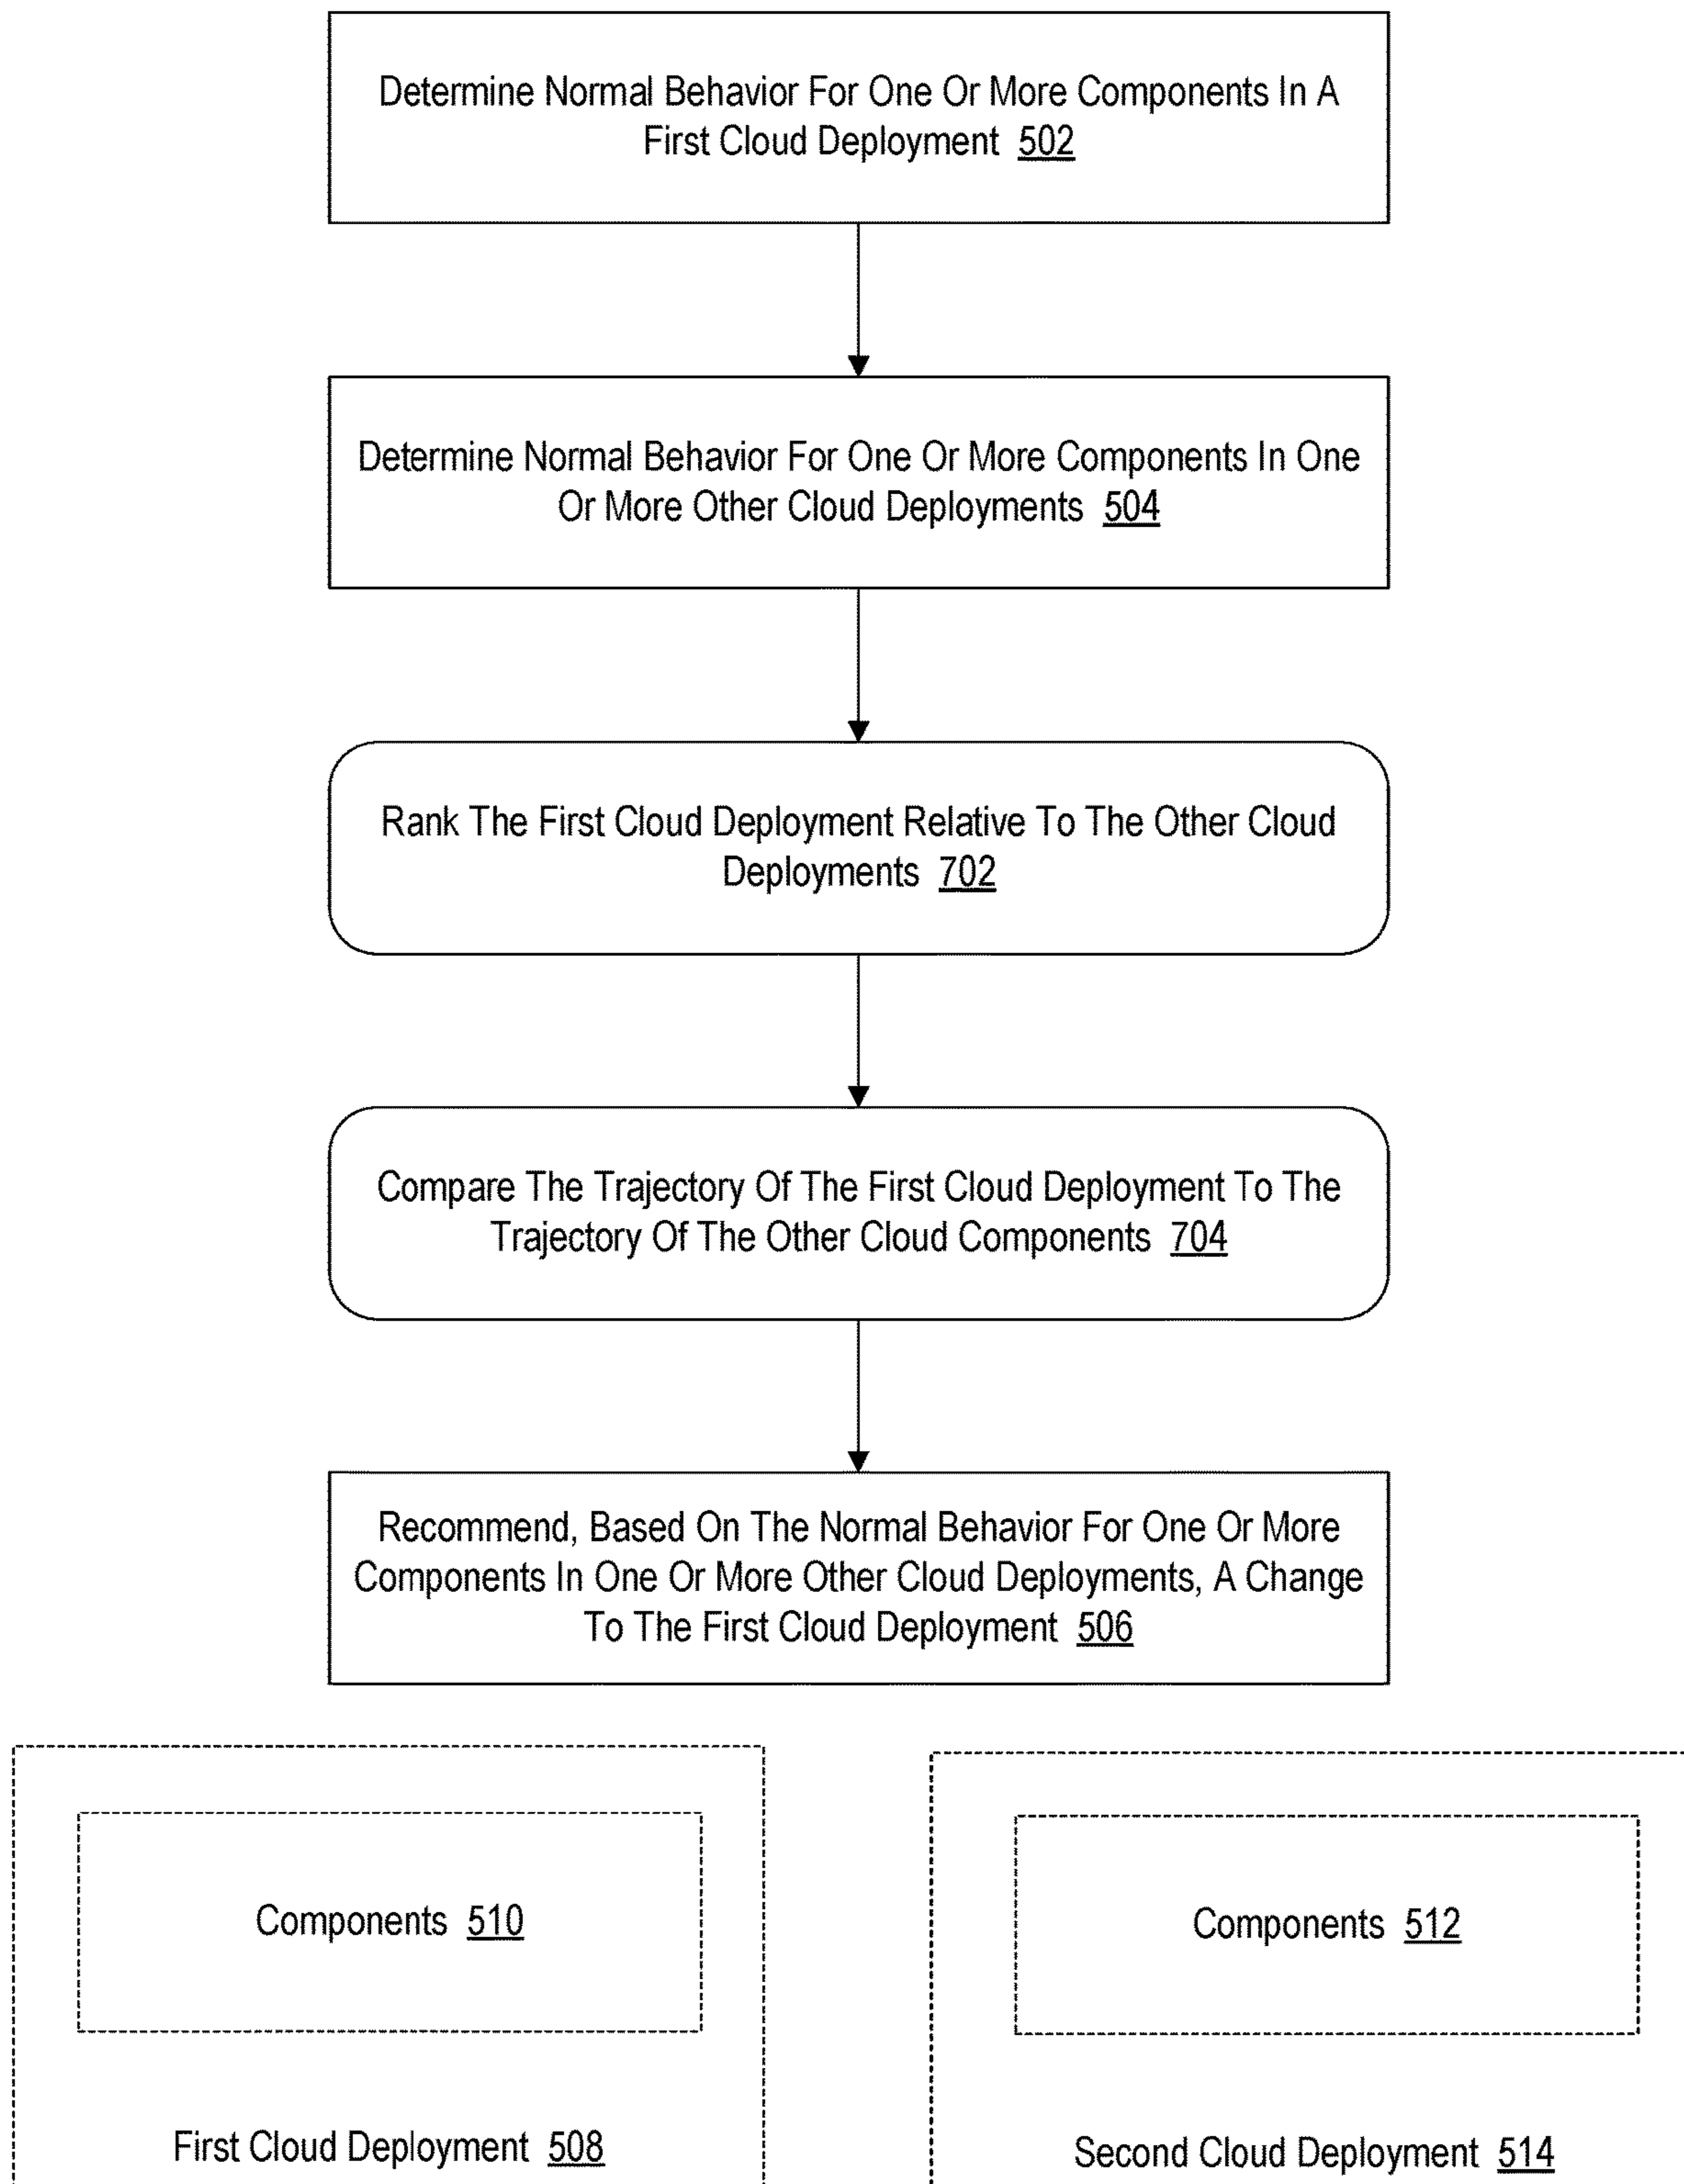 Determine Normal Behavior For One Or More Components In A
First Cloud Deployment 502
Determine Normal Behavior For One Or More Components In One
Or More Other Cloud Deployments 504
Rank The First Cloud Deployment Relative To The Other Cloud
Deployments 702
Compare The Trajectory Of The First Cloud Deployment To The
Trajectory Of The Other Cloud Components 704
Recommend, Based On The Normal Behavior For One Or More
Components In One Or More Other Cloud Deployments, A Change
To The First Cloud Deployment 506
Components 510
First Cloud Deployment 508
Components 512
Second Cloud Deployment 514